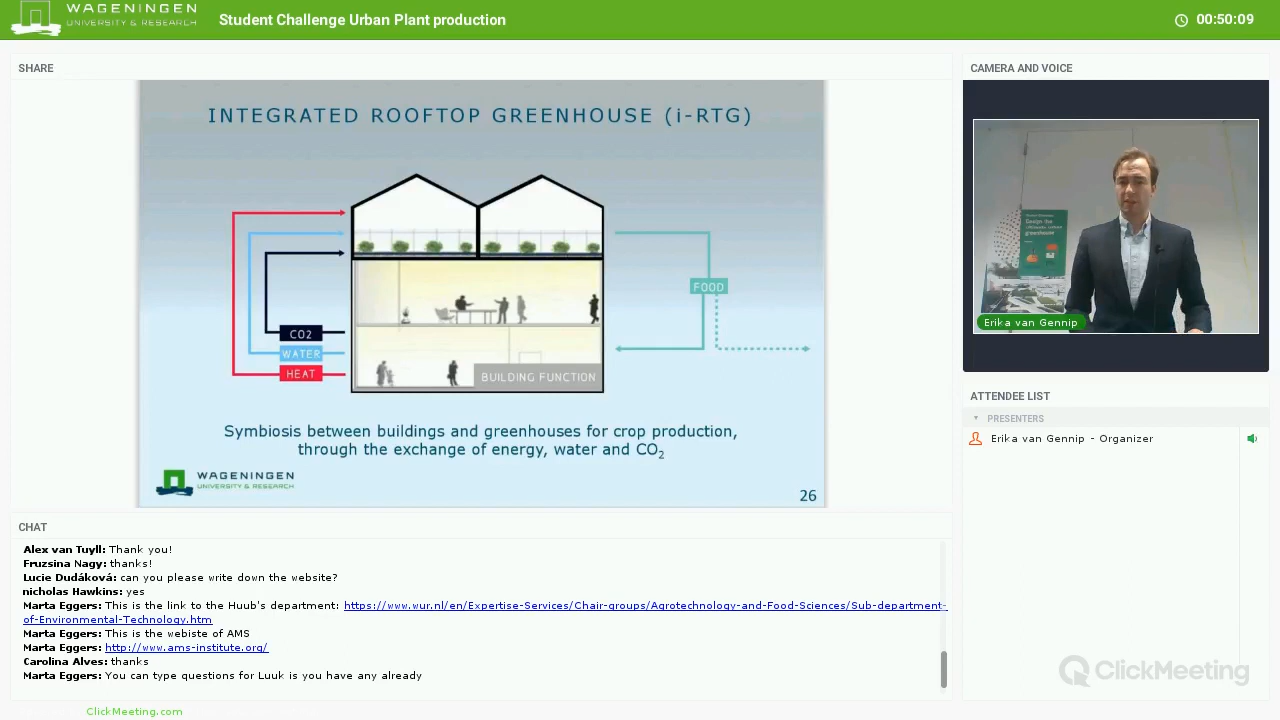 WAGENINGEN
UNIVERSITY & RESEARCH
Student Challenge Urban Plant production
00:50:09
SHARE
INTEGRATED ROOFTOP GREENHOUSE (i-RTG)
FOOD
CO2
WATER
HEAT
BUILDING FUNCTION
Symbiosis between buildings and greenhouses for crop production,
through the exchange of energy, water and CO2
WAGENINGEN
UNIVERSITY & RESEARCH
26
CAMERA AND VOICE
Design the
greenhouse
Erika van Gennip
ATTENDEE LIST
PRESENTERS
Erika van Gennip - Organizer
CHAT
Alex van Tuyll: Thank you!
Fruzsina Nagy: thanks!
Lucie Dudáková: can you please write down the website?
nicholas Hawkins: yes
Marta Eggers: This is the link to the Huub's department: https://www.wur.nl/en/Expertise-Services/Chair-groups/Agrotechnology-and-Food-Sciences/Sub-department-
of-Environmental-Technology.htm
Marta Eggers: This is the webiste of AMS
Marta Eggers: http://www.ams-institute.org/
Carolina Alves: thanks
Marta Eggers: You can type questions for Luuk is you have any already
ClickMeeting
ClickMeeting.com